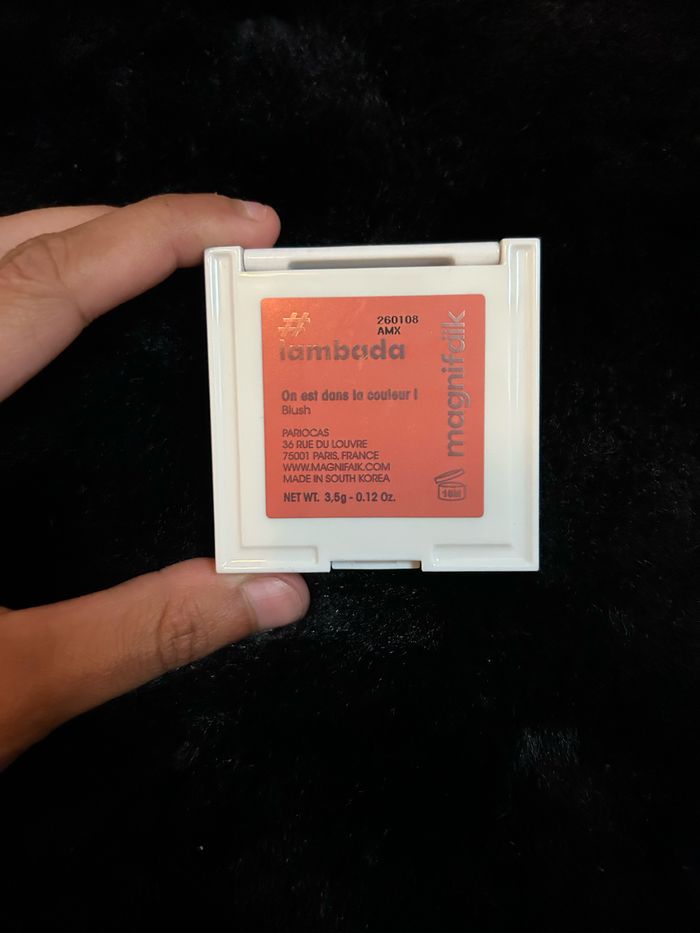 #
lambada
260108
AMX
On est dans la couleur !
Blush
PARIOCAS
36 RUE DU LOUVRE
75001 PARIS, FRANCE
WWW.MAGNIFAIK.COM
MADE IN SOUTH KOREA
NET WT. 3,5g - 0.12 Oz.
magnifaïk
18M